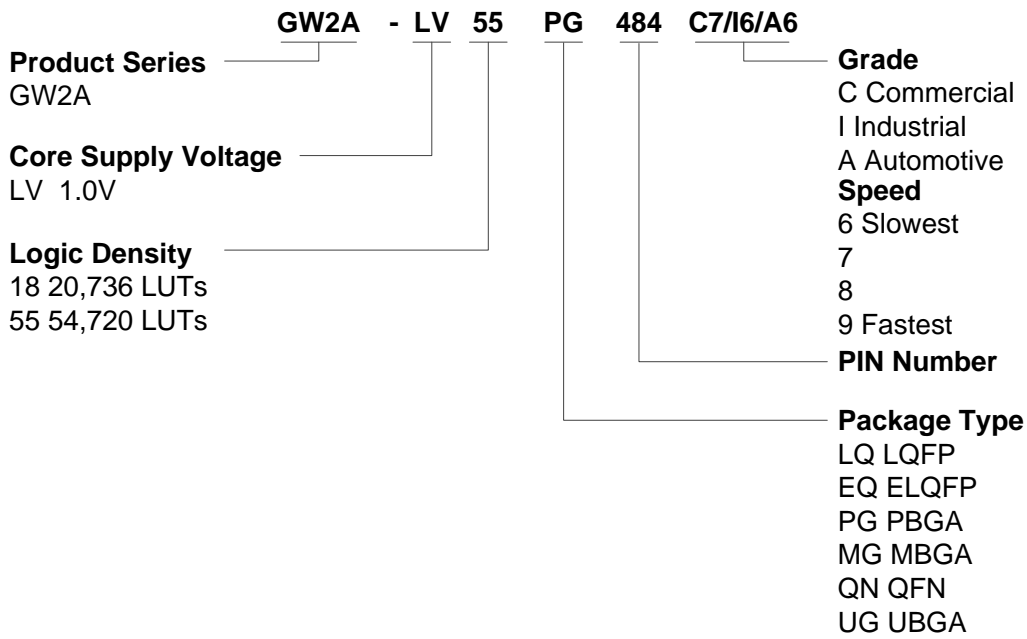 GW2A - LV 55 PG 484 C7/I6/A6
Product Series
GW2A
Core Supply Voltage
LV 1.0V
Logic Density
18 20,736 LUTs
55 54,720 LUTs
Grade
C Commercial
I Industrial
A Automotive
Speed
6 Slowest
7
8
9 Fastest
PIN Number
Package Type
LQ LQFP
EQ ELQFP
PG PBGA
MG MBGA
QN QFN
UG UBGA